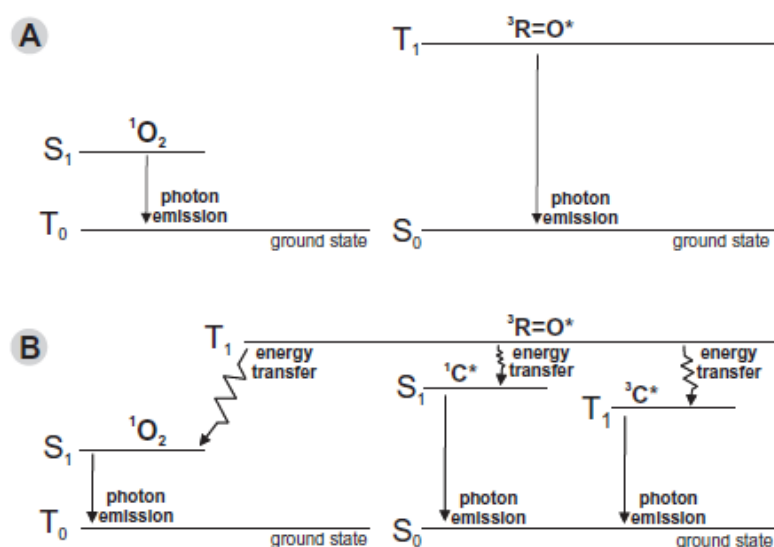 A
T₁
³R=O*
¹O₂
S₁
photon
emission
T₀
ground state
photon
emission
S₀
ground state
B
T₁
³R=O*
energy
transfer
energy
transfer
energy
transfer
S₁
¹C*
T₁
³C*
S₁
¹O₂
photon
emission
T₀
ground state
photon
emission
photon
emission
S₀
ground state